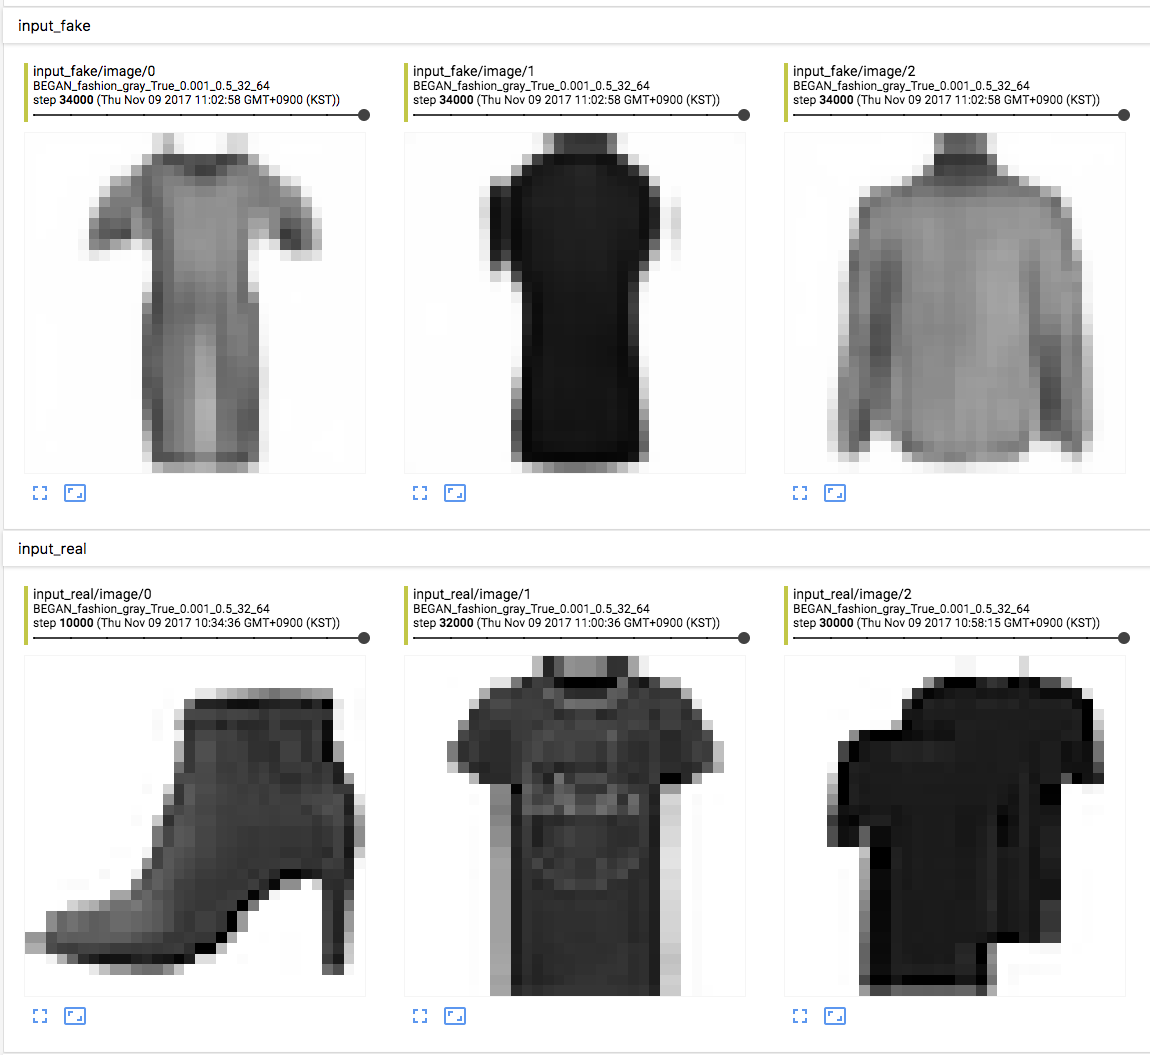 input_fake
input_fake/image/0
BEGAN_fashion_gray_True_0.001_0.5_32_64
step 34000 (Thu Nov 09 2017 11:02:58 GMT+0900 (KST))
input_fake/image/1
BEGAN_fashion_gray_True_0.001_0.5_32_64
step 34000 (Thu Nov 09 2017 11:02:58 GMT+0900 (KST))
input_fake/image/2
BEGAN_fashion_gray_True_0.001_0.5_32_64
step 34000 (Thu Nov 09 2017 11:02:58 GMT+0900 (KST))
input_real
input_real/image/0
BEGAN_fashion_gray_True_0.001_0.5_32_64
step 10000 (Thu Nov 09 2017 10:34:36 GMT+0900 (KST))
input_real/image/1
BEGAN_fashion_gray_True_0.001_0.5_32_64
step 32000 (Thu Nov 09 2017 11:00:36 GMT+0900 (KST))
input_real/image/2
BEGAN_fashion_gray_True_0.001_0.5_32_64
step 30000 (Thu Nov 09 2017 10:58:15 GMT+0900 (KST))